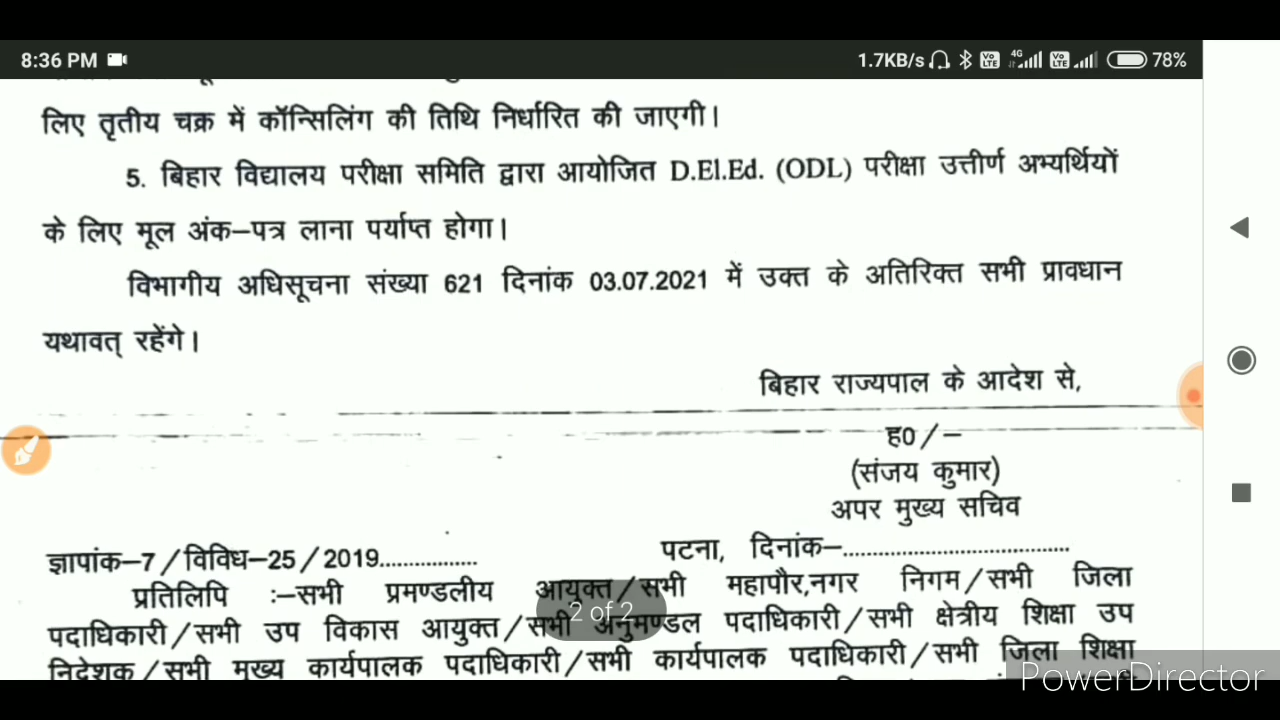 8:36 PM 1.7KB/s 4G 78%
लिए तृतीय चक्र में कॉन्सिलिंग की तिथि निर्धारित की जाएगी।
5. बिहार विद्यालय परीक्षा समिति द्वारा आयोजित D.El.Ed. (ODL) परीक्षा उत्तीर्ण अभ्यर्थियों
के लिए मूल अंक–पत्र लाना पर्याप्त होगा।
विभागीय अधिसूचना संख्या 621 दिनांक 03.07.2021 में उक्त के अतिरिक्त सभी प्रावधान
यथावत् रहेंगे।
बिहार राज्यपाल के आदेश से,
ह0/–
(संजय कुमार)
अपर मुख्य सचिव
ज्ञापांक–7/विविध–25/2019................ पटना, दिनांक–.....................................
प्रतिलिपि :–सभी प्रमण्डलीय आयुक्त/सभी महापौर,नगर निगम/सभी जिला
2 of 2
पदाधिकारी/सभी उप विकास आयुक्त/सभी अनुमण्डल पदाधिकारी/सभी क्षेत्रीय शिक्षा उप
निदेशक/सभी मुख्य कार्यपालक पदाधिकारी/सभी कार्यपालक पदाधिकारी/सभी जिला शिक्षा
PowerDirector